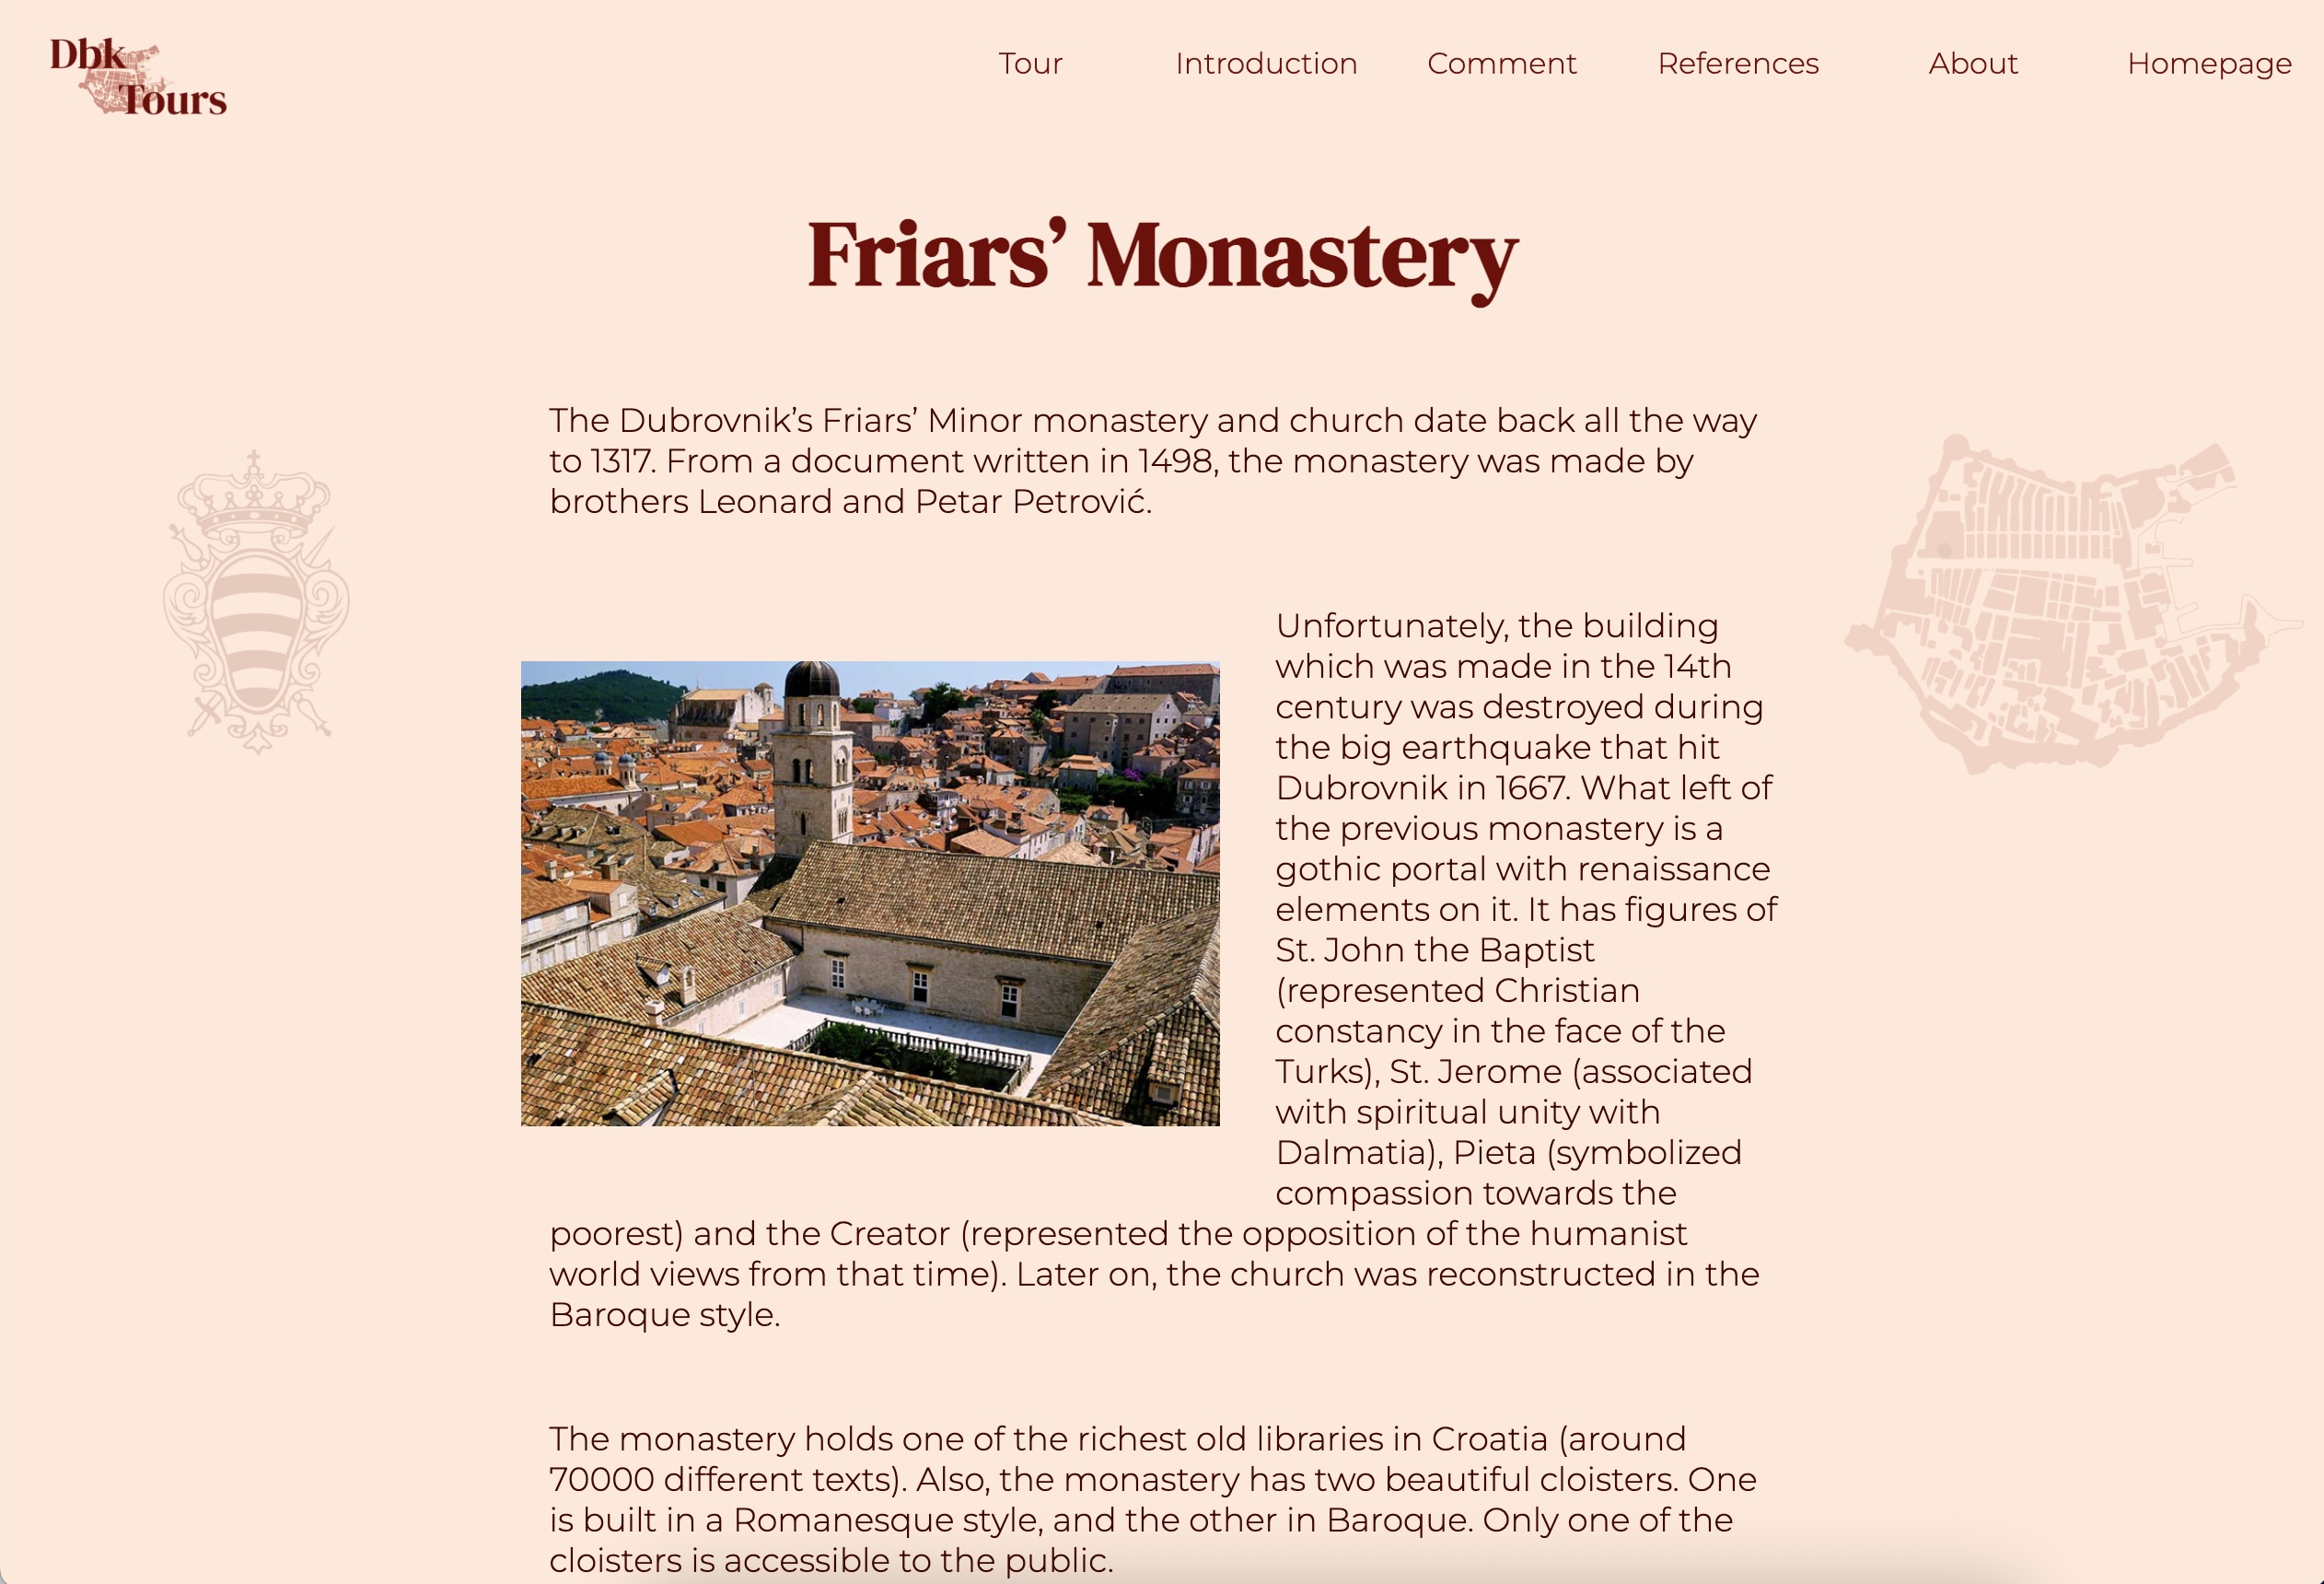 Dbk
Tours
Tour Introduction Comment References About Homepage
Friars’ Monastery
The Dubrovnik’s Friars’ Minor monastery and church date back all the way
to 1317. From a document written in 1498, the monastery was made by
brothers Leonard and Petar Petrović.
Unfortunately, the building
which was made in the 14th
century was destroyed during
the big earthquake that hit
Dubrovnik in 1667. What left of
the previous monastery is a
gothic portal with renaissance
elements on it. It has figures of
St. John the Baptist
(represented Christian
constancy in the face of the
Turks), St. Jerome (associated
with spiritual unity with
Dalmatia), Pieta (symbolized
compassion towards the
poorest) and the Creator (represented the opposition of the humanist
world views from that time). Later on, the church was reconstructed in the
Baroque style.
The monastery holds one of the richest old libraries in Croatia (around
70000 different texts). Also, the monastery has two beautiful cloisters. One
is built in a Romanesque style, and the other in Baroque. Only one of the
cloisters is accessible to the public.